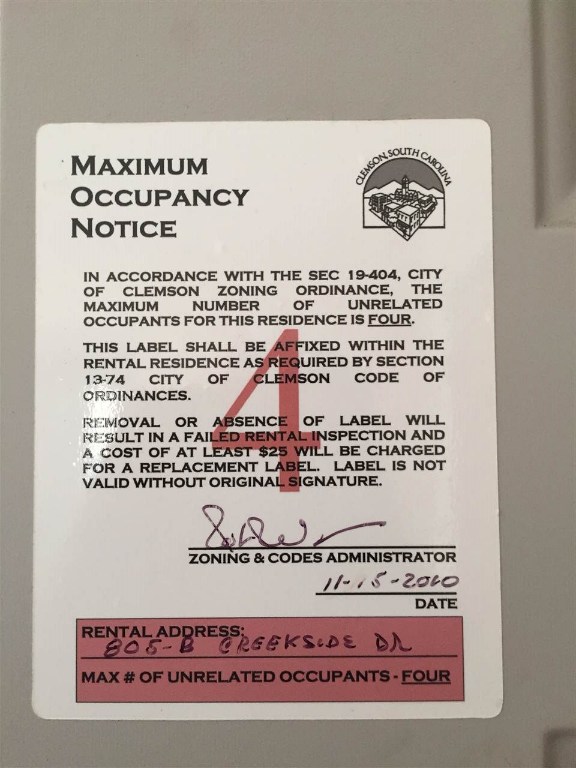 MAXIMUM
OCCUPANCY
NOTICE
CLEMSON, SOUTH CAROLINA
IN ACCORDANCE WITH THE SEC 19-404, CITY
OF CLEMSON ZONING ORDINANCE, THE
MAXIMUM NUMBER OF UNRELATED
OCCUPANTS FOR THIS RESIDENCE IS FOUR.
4
THIS LABEL SHALL BE AFFIXED WITHIN THE
RENTAL RESIDENCE AS REQUIRED BY SECTION
13-74 CITY OF CLEMSON CODE OF
ORDINANCES.
REMOVAL OR ABSENCE OF LABEL WILL
RESULT IN A FAILED RENTAL INSPECTION AND
A COST OF AT LEAST $25 WILL BE CHARGED
FOR A REPLACEMENT LABEL. LABEL IS NOT
VALID WITHOUT ORIGINAL SIGNATURE.
ZONING & CODES ADMINISTRATOR
11-15-2010
DATE
RENTAL ADDRESS:
805-B CREEKSIDE DR
MAX # OF UNRELATED OCCUPANTS - FOUR